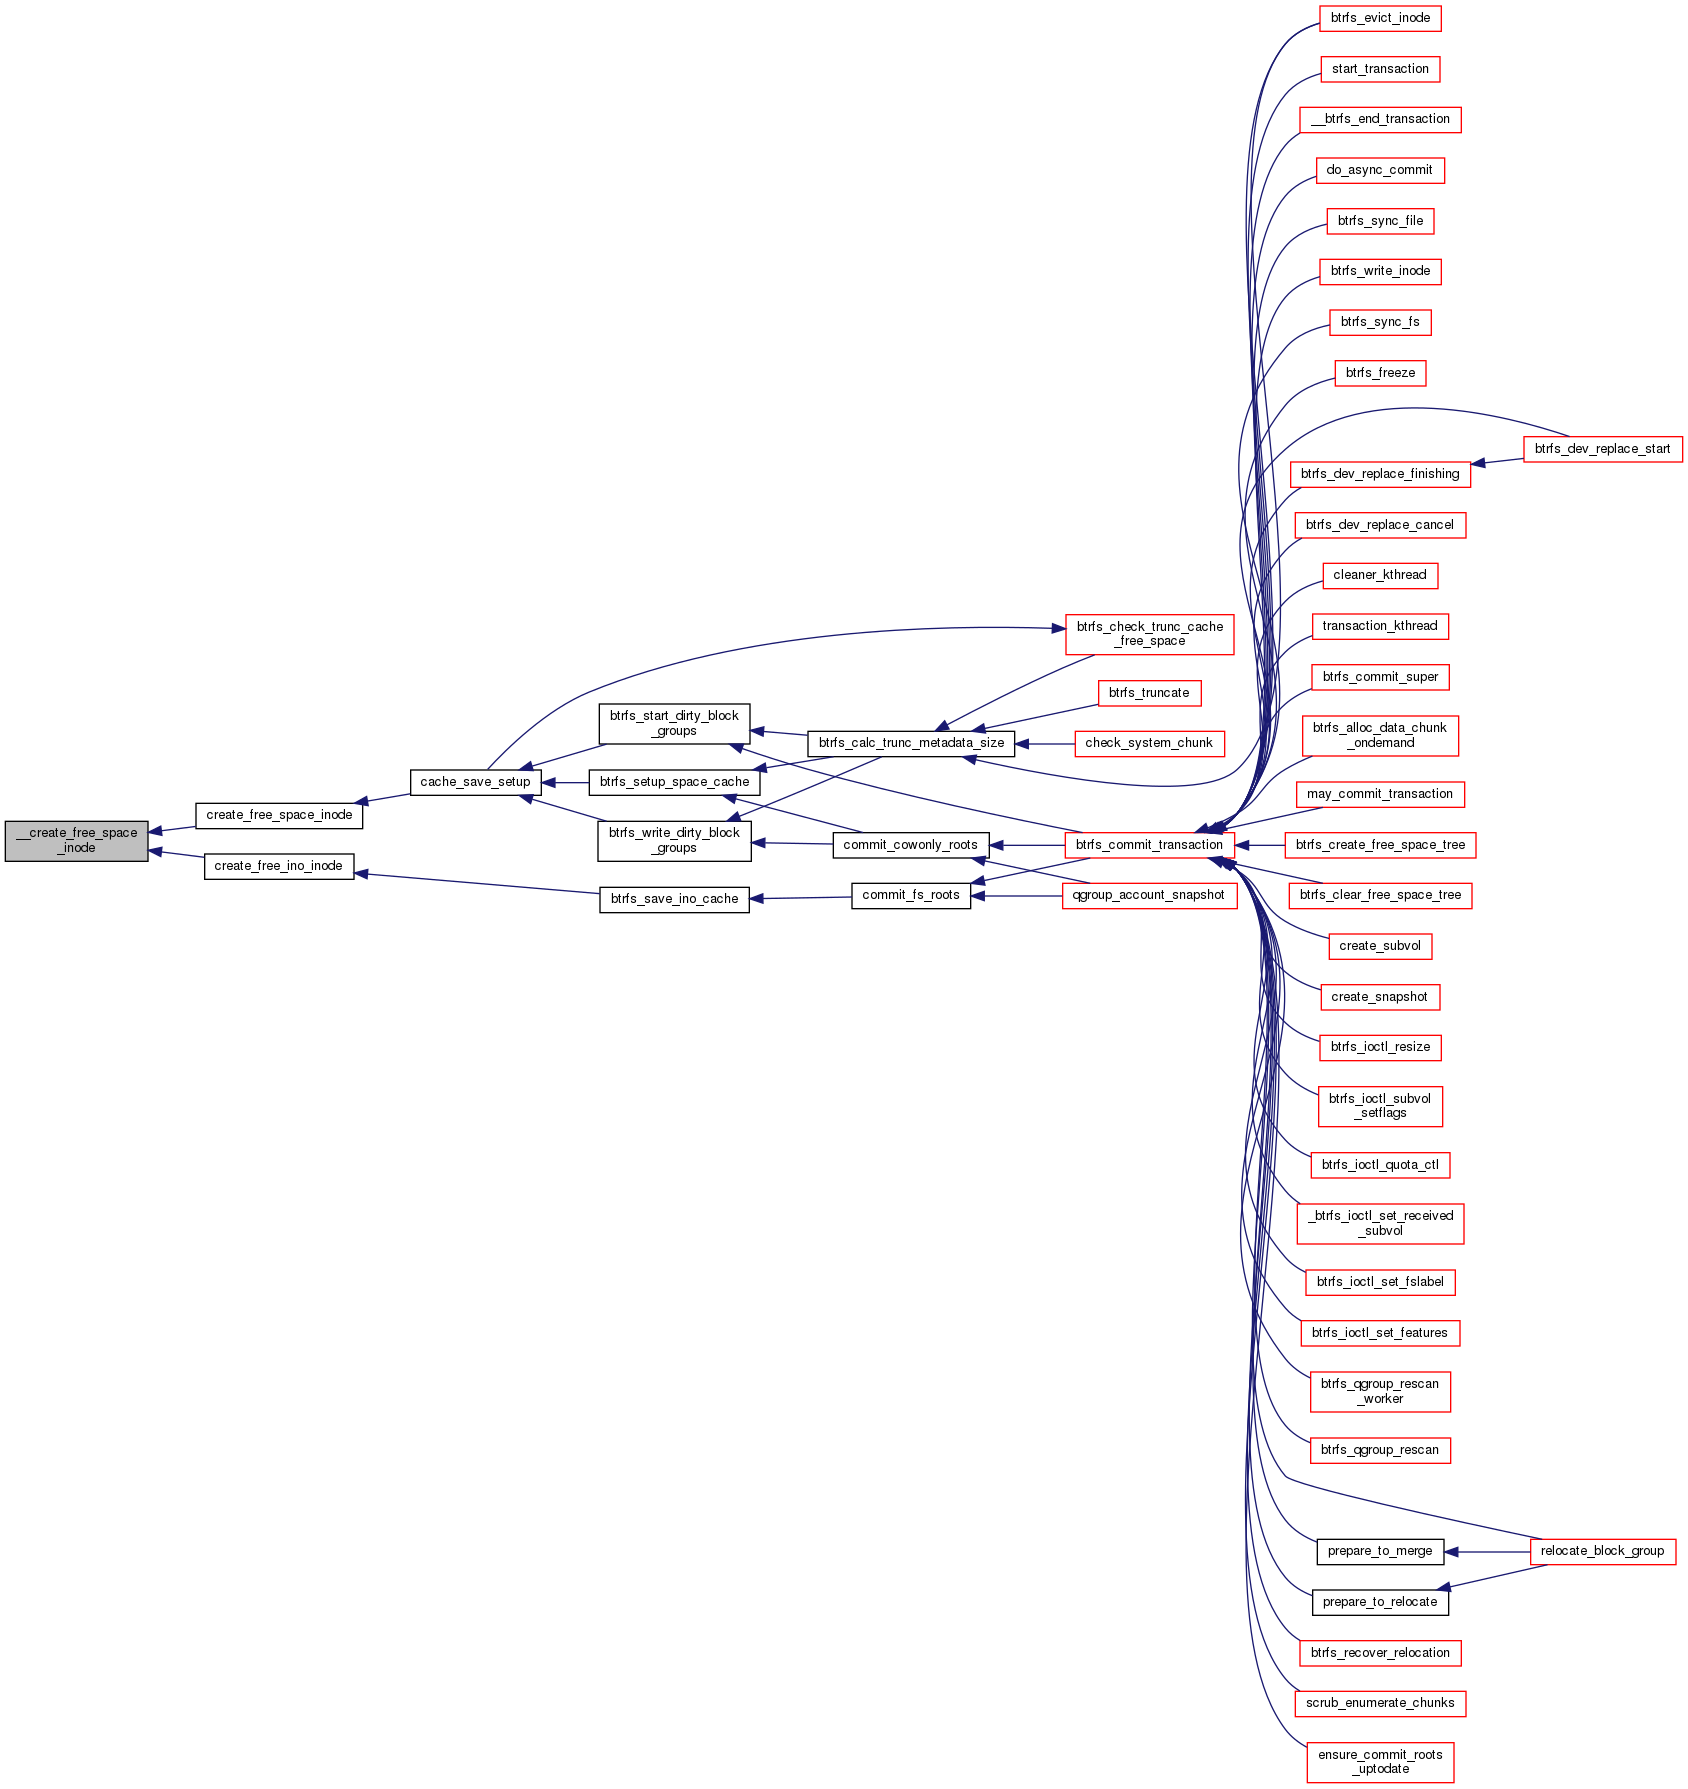 btrfs_evict_inode
start_transaction
__btrfs_end_transaction
do_async_commit
btrfs_sync_file
btrfs_write_inode
btrfs_sync_fs
btrfs_freeze
btrfs_dev_replace_start
btrfs_dev_replace_finishing
btrfs_dev_replace_cancel
cleaner_kthread
btrfs_check_trunc_cache
_free_space
transaction_kthread
btrfs_commit_super
btrfs_truncate
btrfs_start_dirty_block
_groups
btrfs_alloc_data_chunk
_ondemand
btrfs_calc_trunc_metadata_size
check_system_chunk
cache_save_setup
btrfs_setup_space_cache
may_commit_transaction
create_free_space_inode
__create_free_space
_inode
btrfs_write_dirty_block
_groups
commit_cowonly_roots
btrfs_commit_transaction
btrfs_create_free_space_tree
create_free_ino_inode
btrfs_save_ino_cache
commit_fs_roots
qgroup_account_snapshot
btrfs_clear_free_space_tree
create_subvol
create_snapshot
btrfs_ioctl_resize
btrfs_ioctl_subvol
_setflags
btrfs_ioctl_quota_ctl
_btrfs_ioctl_set_received
_subvol
btrfs_ioctl_set_fslabel
btrfs_ioctl_set_features
btrfs_qgroup_rescan
_worker
btrfs_qgroup_rescan
prepare_to_merge
relocate_block_group
prepare_to_relocate
btrfs_recover_relocation
scrub_enumerate_chunks
ensure_commit_roots
_uptodate